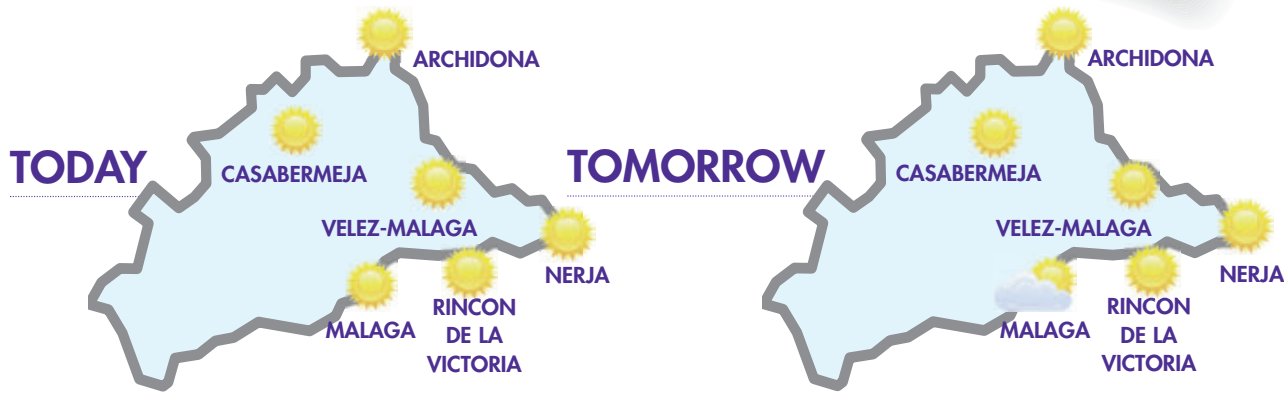 TODAY
ARCHIDONA
CASABERMEJA
VELEZ-MALAGA
NERJA
MALAGA
RINCON
DE LA
VICTORIA
TOMORROW
ARCHIDONA
CASABERMEJA
VELEZ-MALAGA
NERJA
MALAGA
RINCON
DE LA
VICTORIA